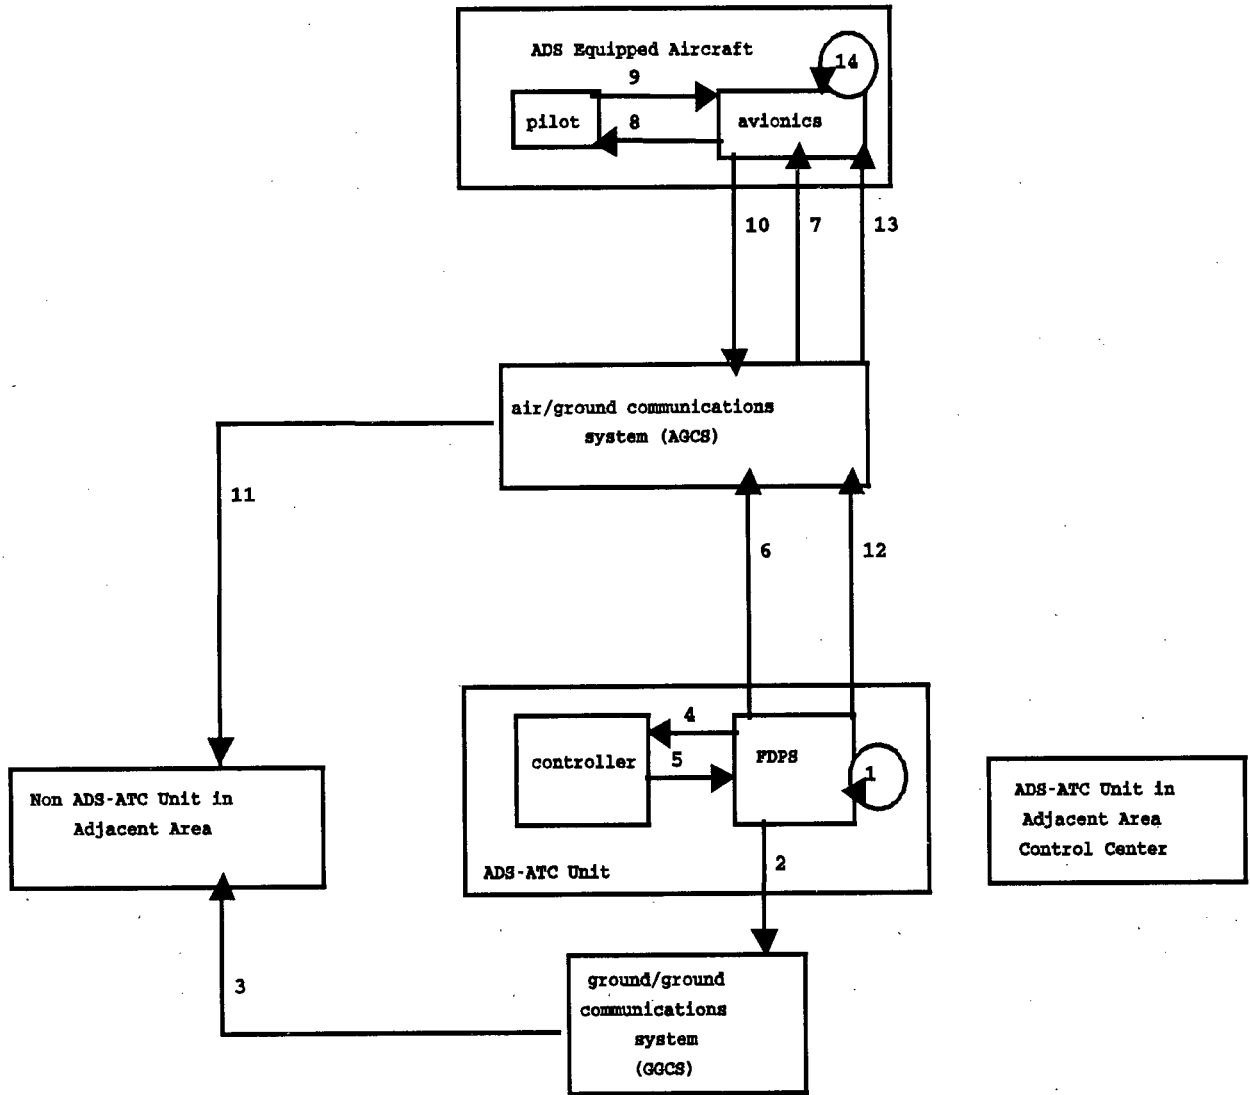 ADS Equipped Aircraft
14
9
pilot
avionics
8
10
7
13
air/ground communications
system (AGCS)
11
6
12
4
controller
FDPS
5
1
ADS-ATC Unit
2
Non ADS-ATC Unit in
Adjacent Area
ADS-ATC Unit in
Adjacent Area
Control Center
3
ground/ground
communications
system
(GGCS)